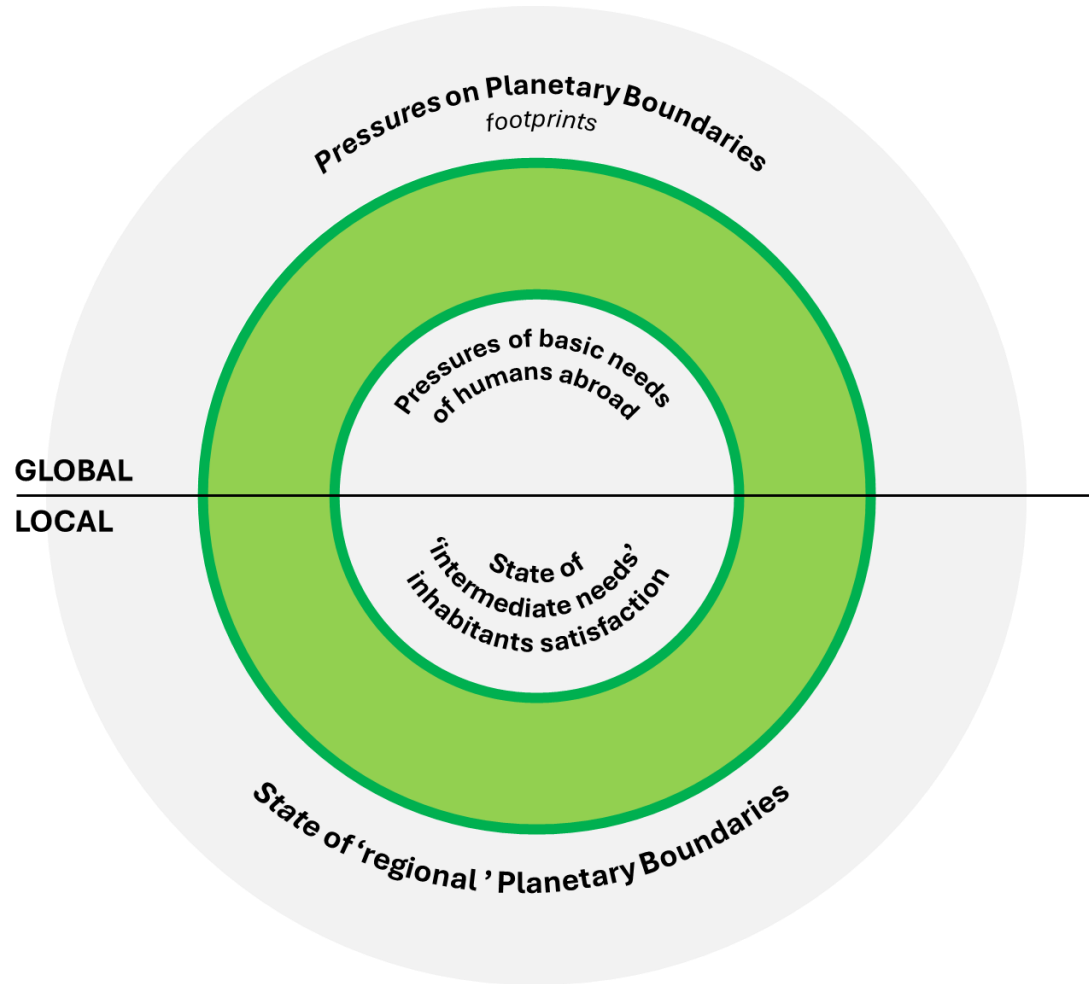 Pressures on Planetary Boundaries
footprints
Pressures of basic needs
of humans abroad
GLOBAL
LOCAL
State of
‘intermediate needs’
inhabitants satisfaction
State of ‘regional ’ Planetary Boundaries